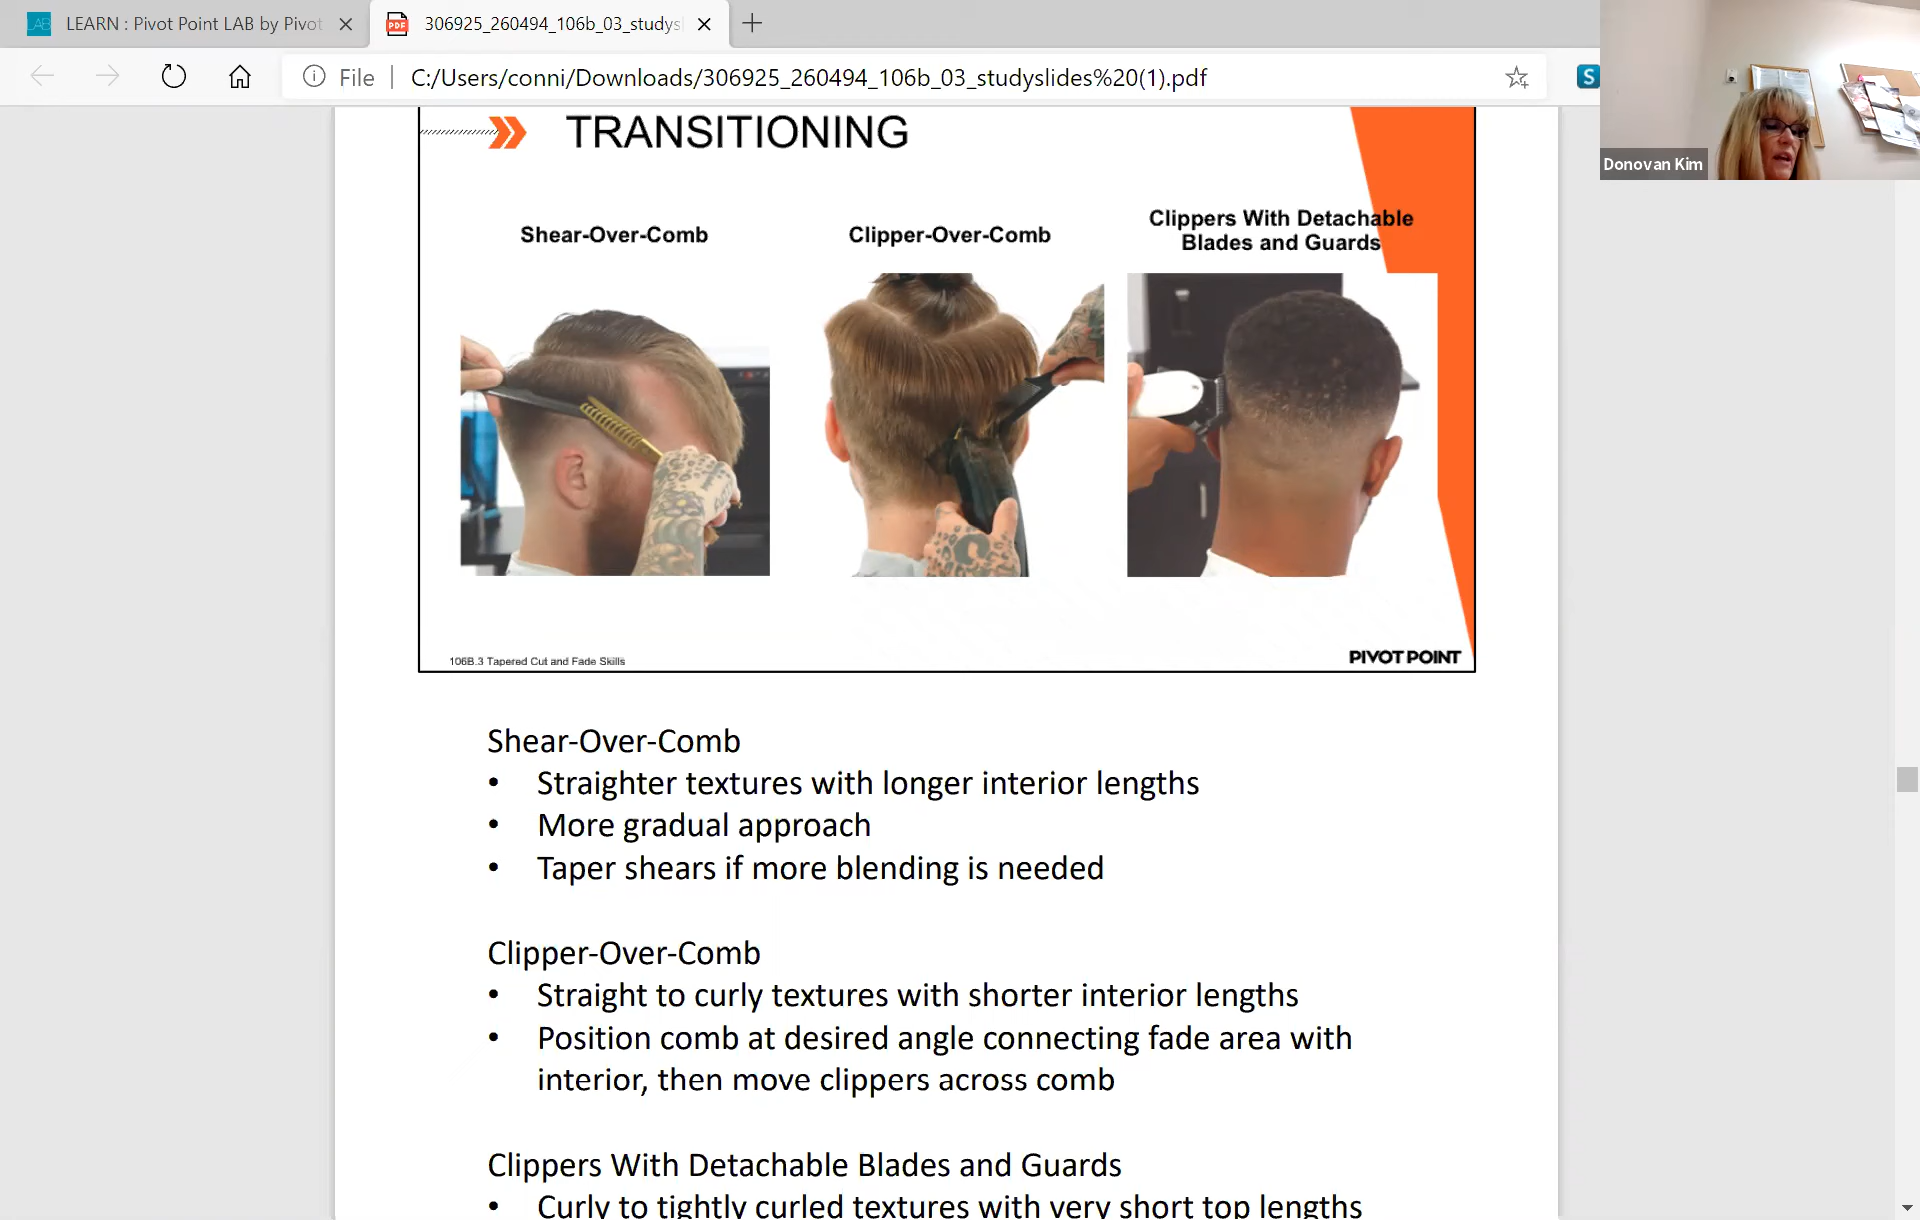 LEARN : Pivot Point LAB by Pivot
306925_260494_106b_03_studys
File
C:/Users/conni/Downloads/306925_260494_106b_03_studyslides%20(1).pdf
S
Donovan Kim
TRANSITIONING
Shear-Over-Comb
Clipper-Over-Comb
Clippers With Detachable
Blades and Guards
106B.3 Tapered Cut and Fade Skills
PIVOT POINT
Shear-Over-Comb
• Straighter textures with longer interior lengths
• More gradual approach
• Taper shears if more blending is needed
Clipper-Over-Comb
• Straight to curly textures with shorter interior lengths
• Position comb at desired angle connecting fade area with
interior, then move clippers across comb
Clippers With Detachable Blades and Guards
• Curly to tightly curled textures with very short top lengths